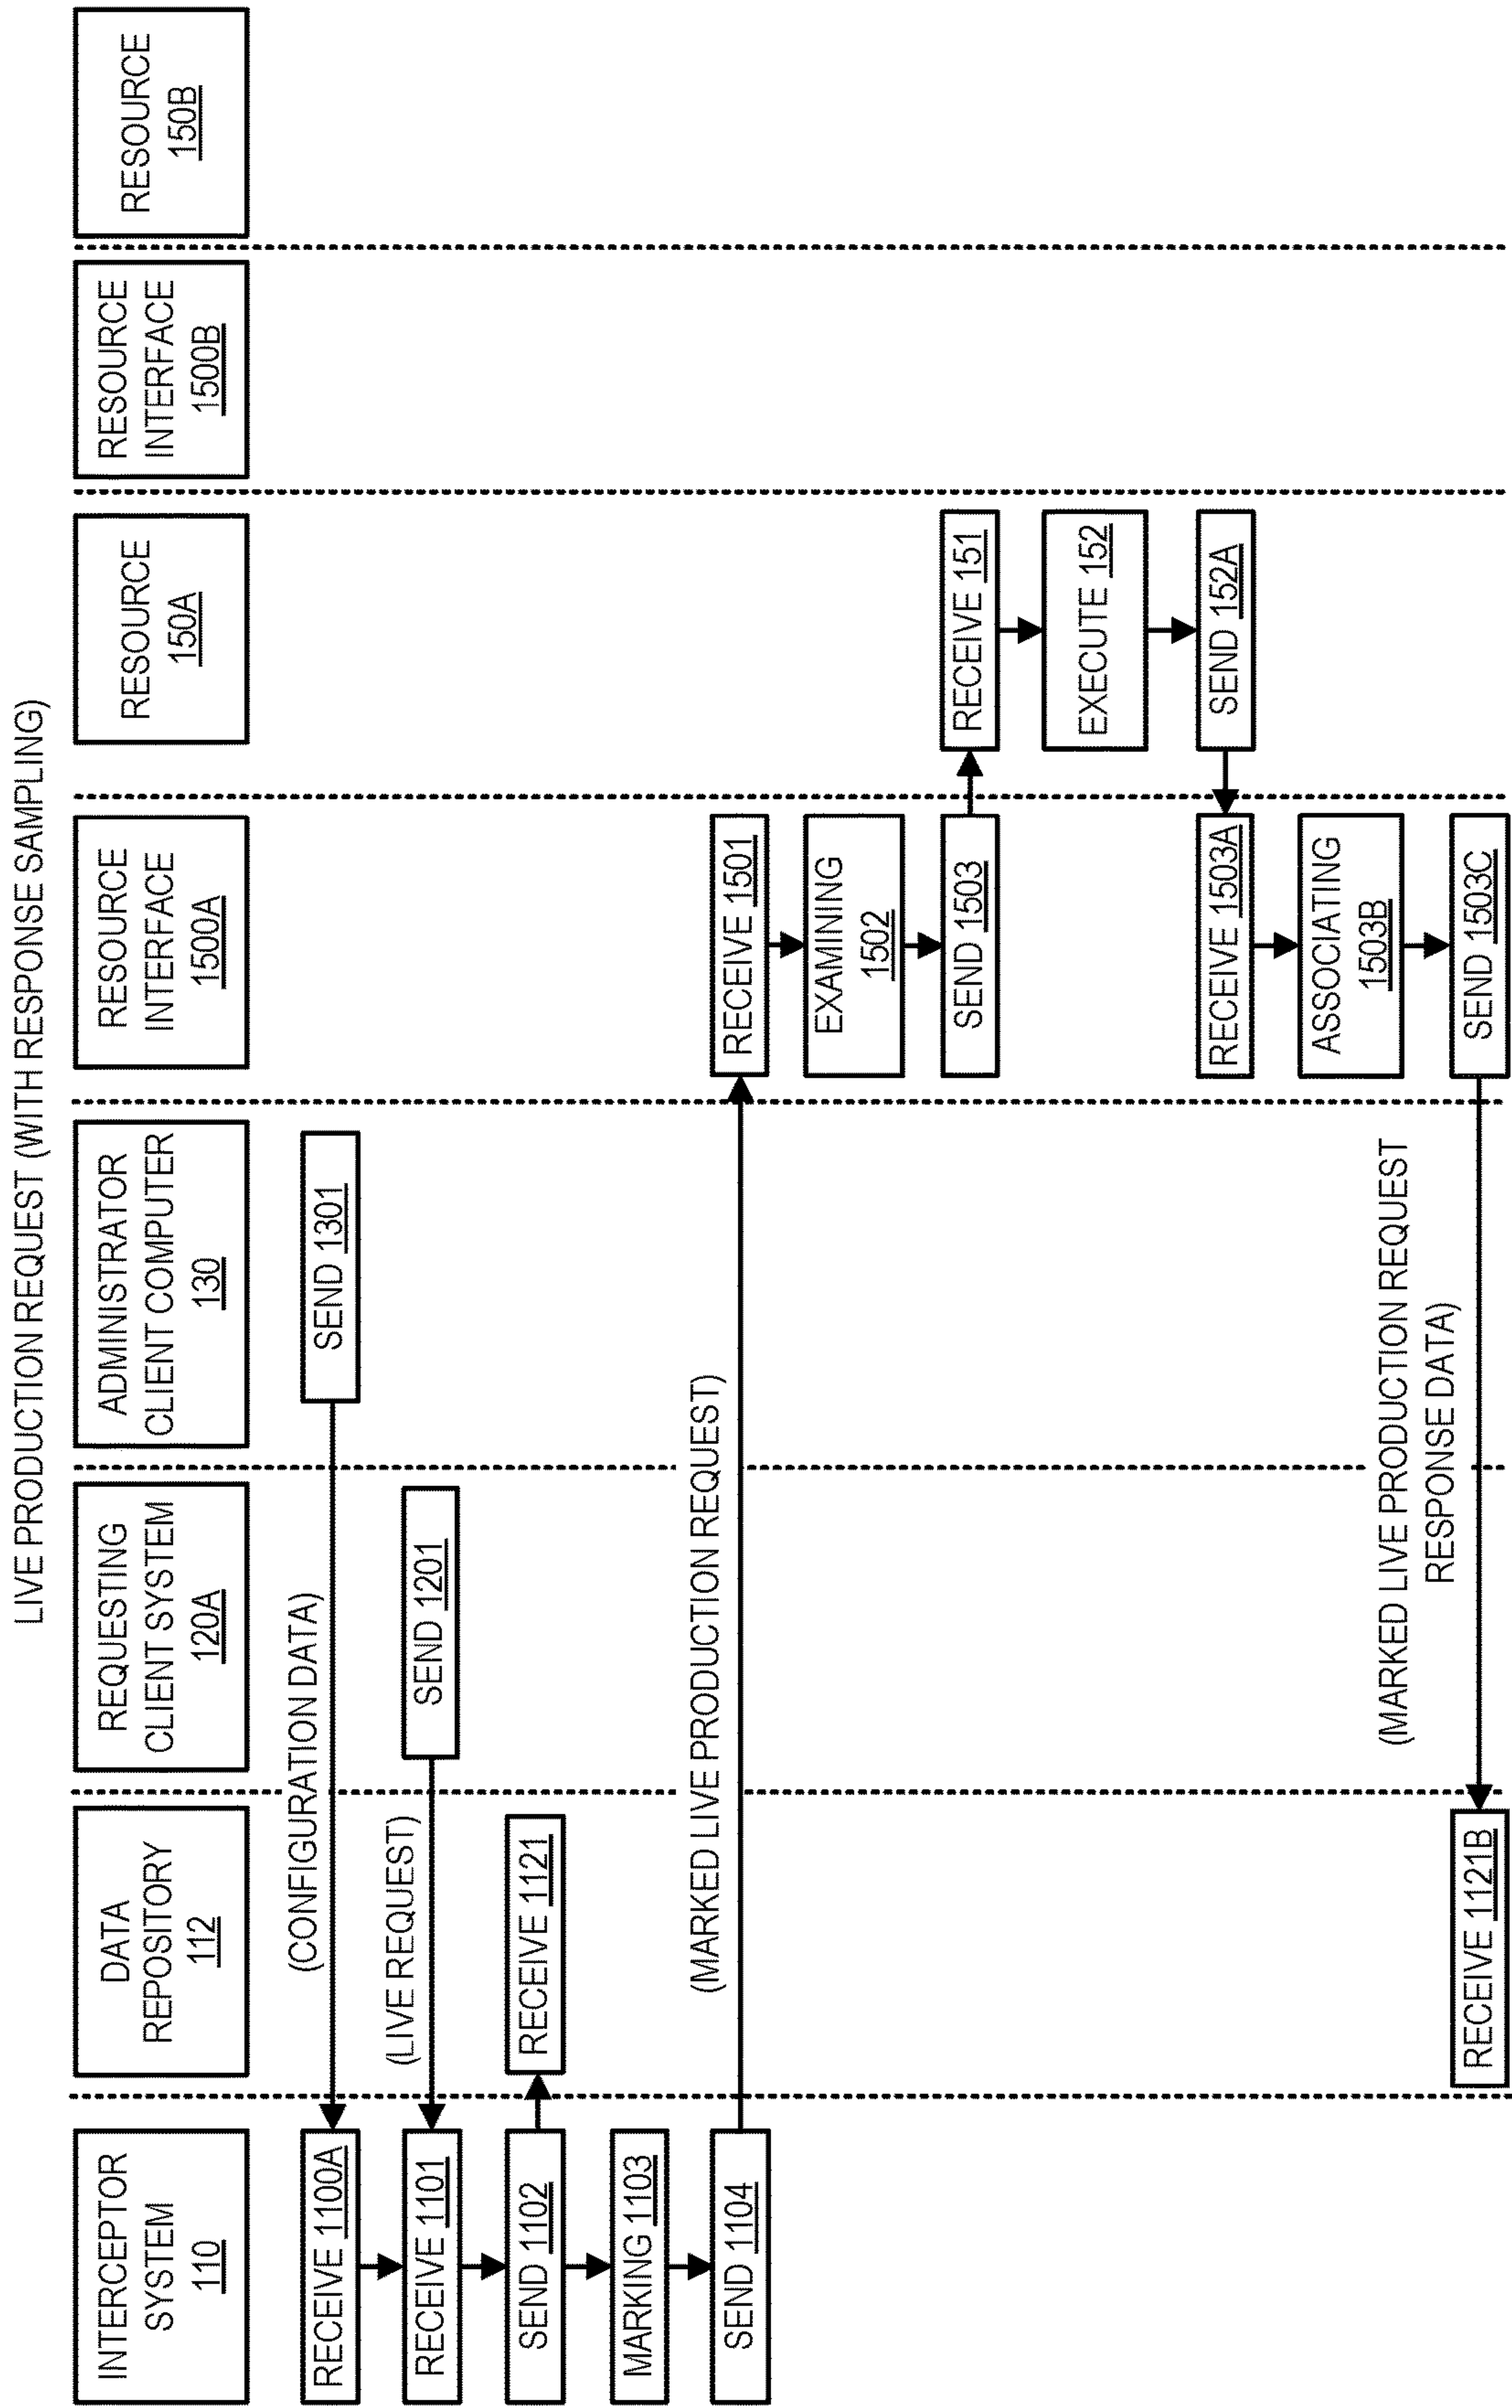 LIVE PRODUCTION REQUEST (WITH RESPONSE SAMPLING)
INTERCEPTOR
SYSTEM
110
DATA
REPOSITORY
112
REQUESTING
CLIENT SYSTEM
120A
ADMINISTRATOR
CLIENT COMPUTER
130
RESOURCE
INTERFACE
1500A
RESOURCE
150A
RESOURCE
INTERFACE
1500B
RESOURCE
150B
(CONFIGURATION DATA)
RECEIVE 1100A
SEND 1301
(LIVE REQUEST)
RECEIVE 1101
SEND 1201
SEND 1102
RECEIVE 1121
MARKING 1103
(MARKED LIVE PRODUCTION REQUEST)
SEND 1104
RECEIVE 1501
EXAMINING
1502
SEND 1503
RECEIVE 151
EXECUTE 152
RECEIVE 1503A
SEND 152A
ASSOCIATING
1503B
(MARKED LIVE PRODUCTION REQUEST
RESPONSE DATA)
RECEIVE 1121B
SEND 1503C